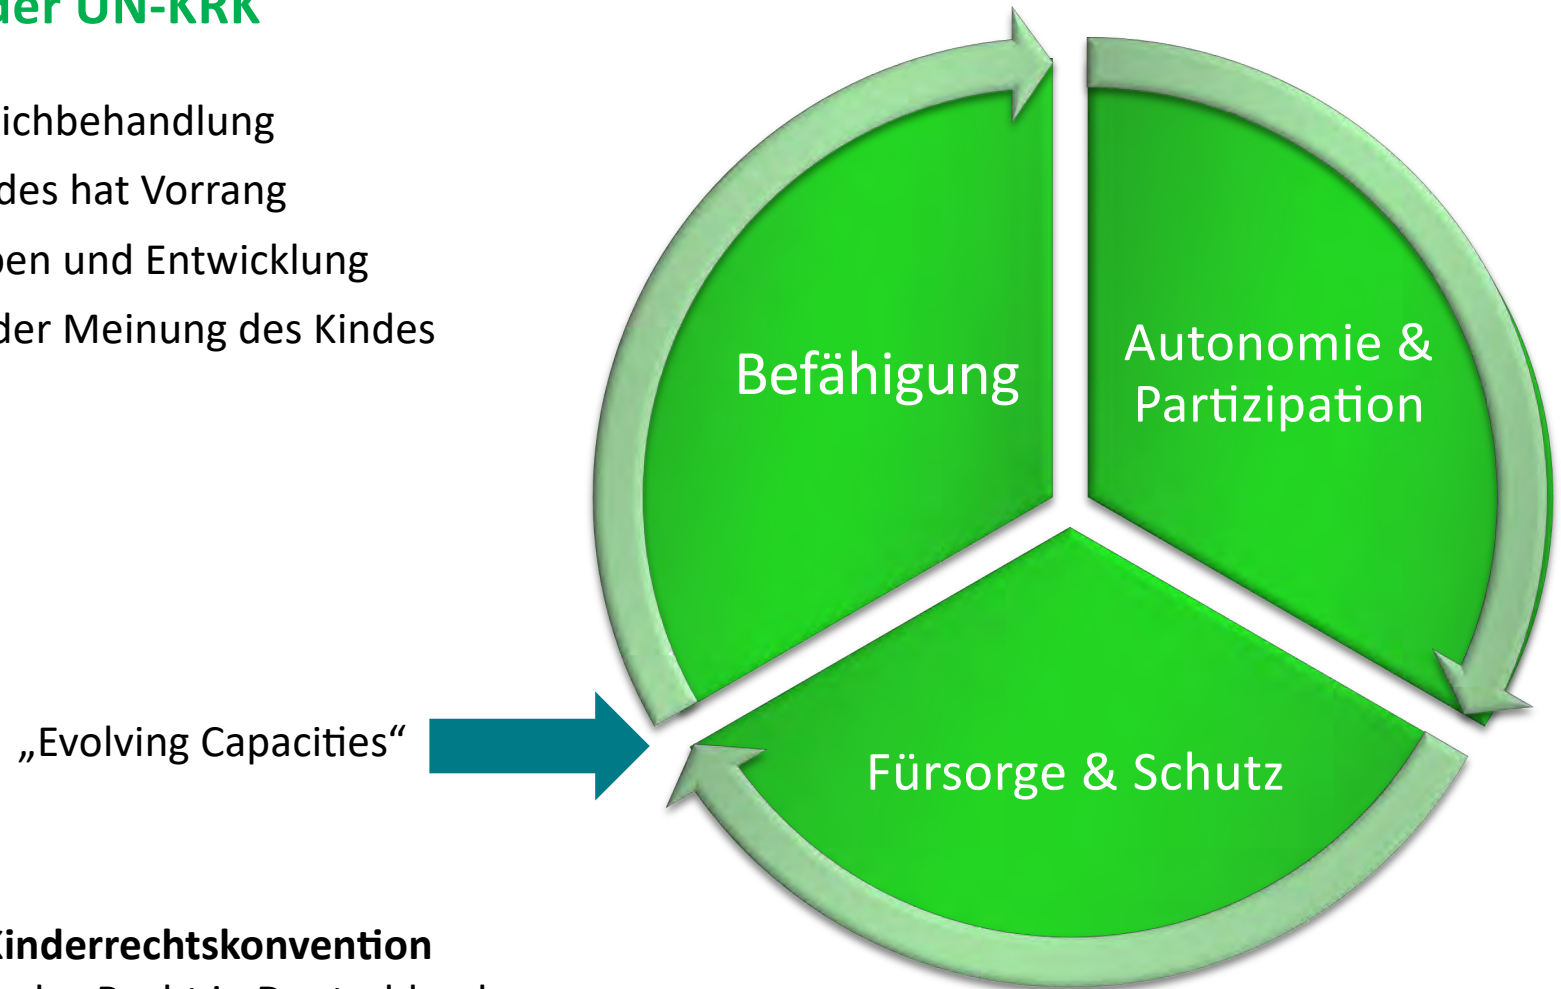 der UN-KRK
ichbehandlung
des hat Vorrang
en und Entwicklung
der Meinung des Kindes
Befähigung
Autonomie &
Partizipation
„Evolving Capacities“
Fürsorge & Schutz
Kinderrechtskonvention